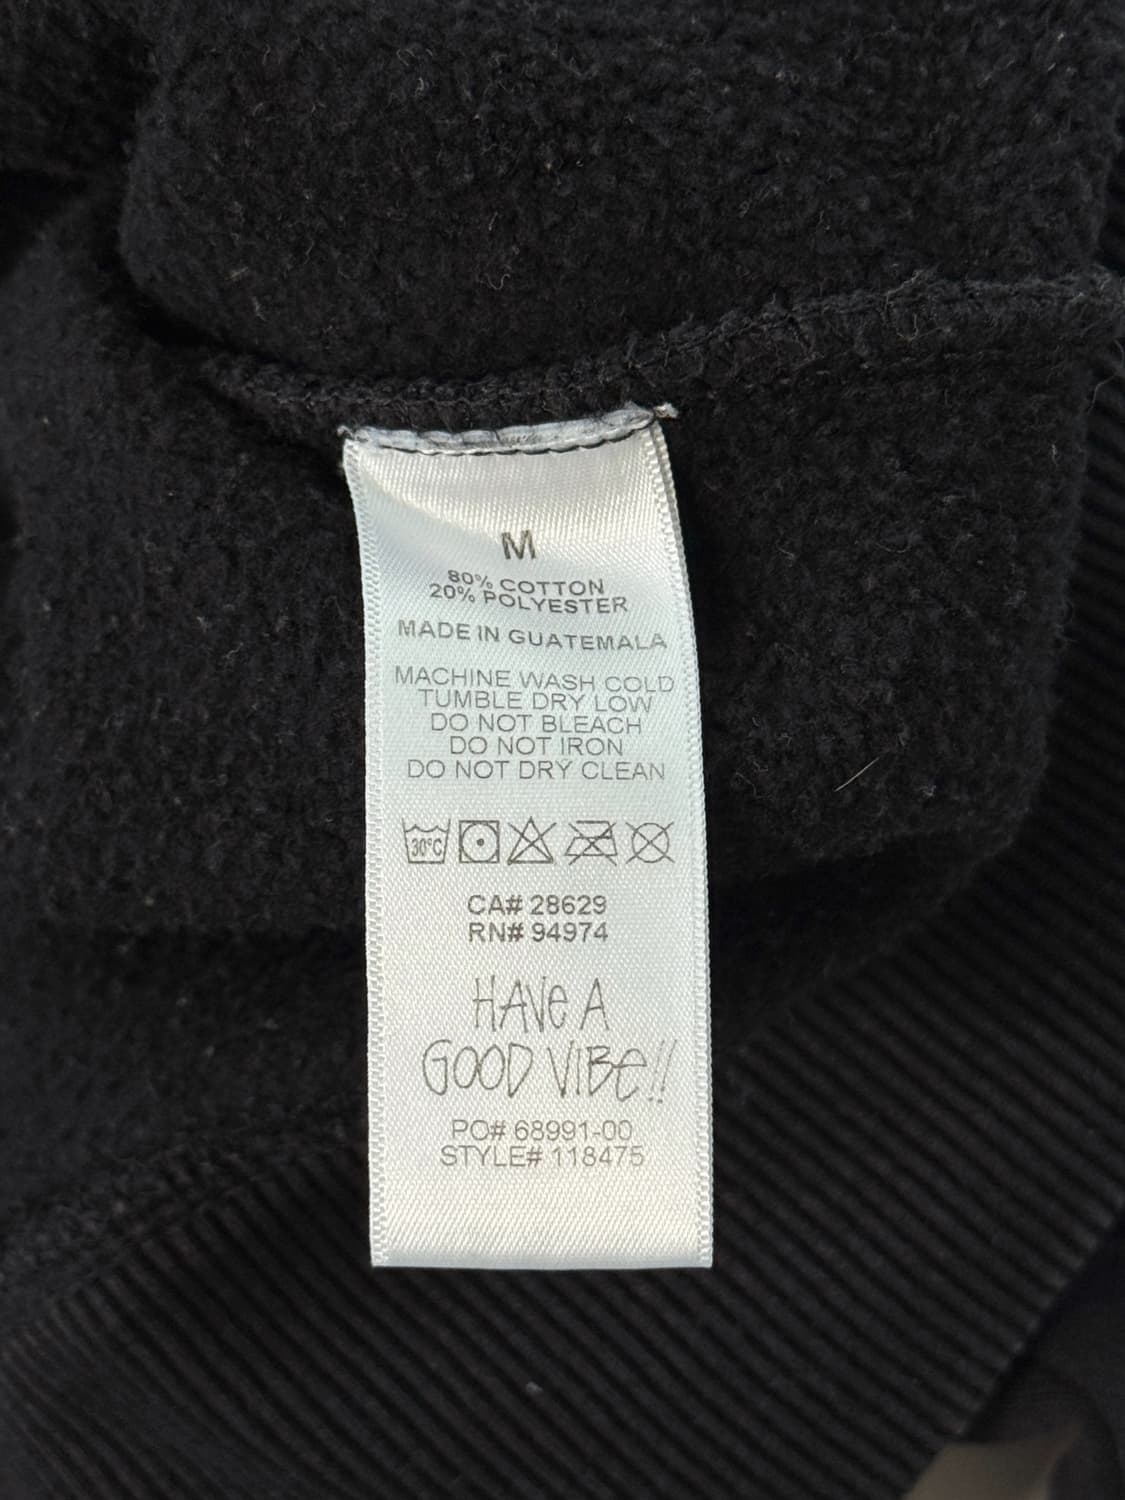 M
80% COTTON
20% POLYESTER
MADE IN GUATEMALA
MACHINE WASH COLD
TUMBLE DRY LOW
DO NOT BLEACH
DO NOT IRON
DO NOT DRY CLEAN
30°C
CA# 28629
RN# 94974
HAVe A
GOOD VIBe!!
PO# 68991-00
STYLE# 118475